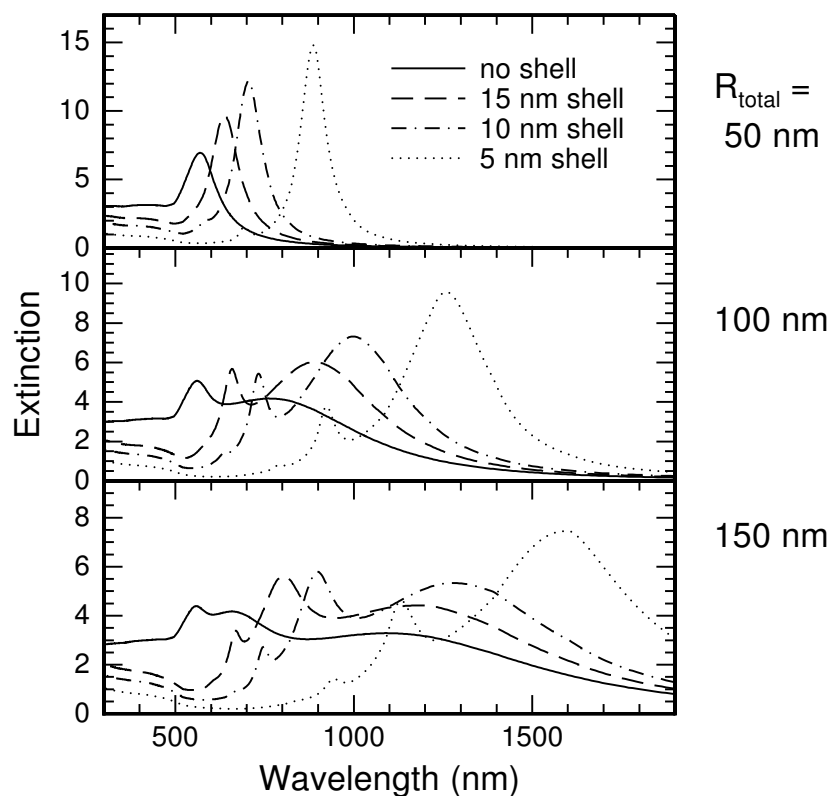 15
10
5
0
no shell
15 nm shell
10 nm shell
5 nm shell
R_total =
50 nm
10
8
6
4
2
0
100 nm
8
6
4
2
0
150 nm
500 1000 1500
Extinction
Wavelength (nm)